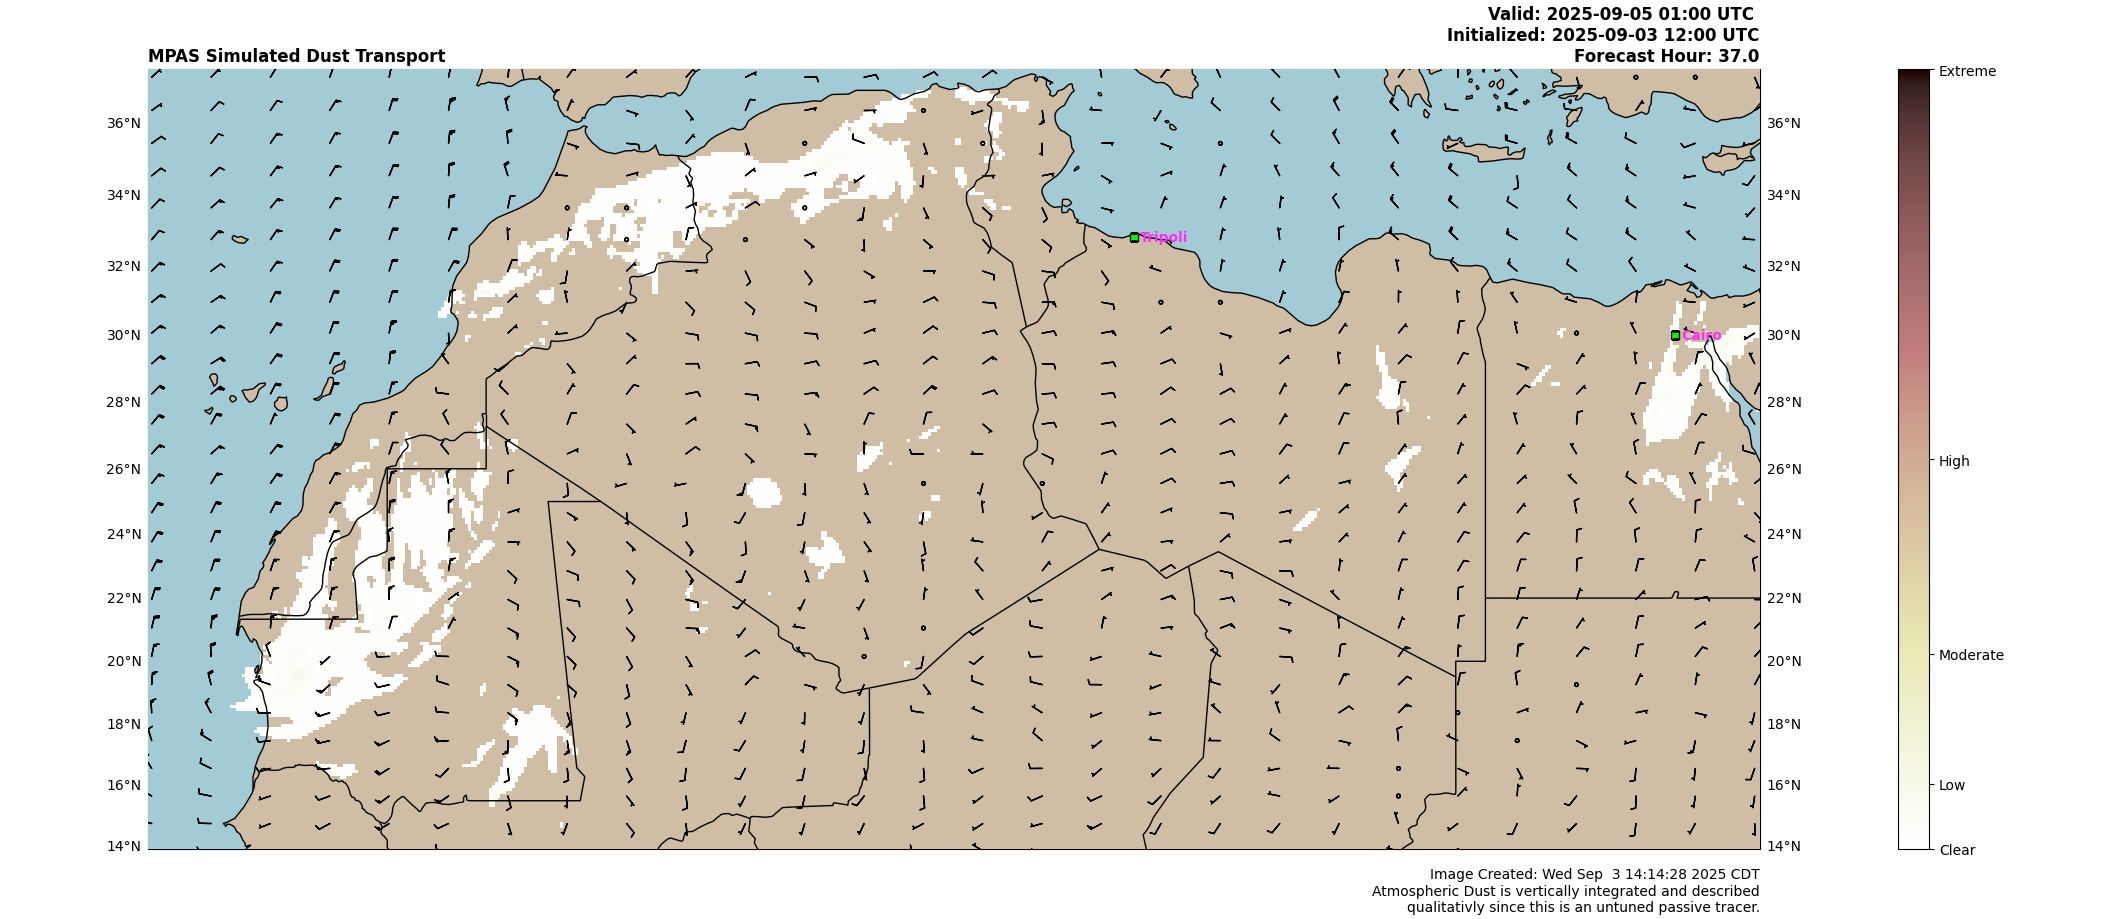 Valid: 2025-09-05 01:00 UTC
Initialized: 2025-09-03 12:00 UTC
MPAS Simulated Dust Transport
Forecast Hour: 37.0
36°N
34°N
32°N
30°N
28°N
26°N
24°N
22°N
20°N
18°N
16°N
14°N
Tripoli
Cairo
36°N
34°N
32°N
30°N
28°N
26°N
24°N
22°N
20°N
18°N
16°N
14°N
Extreme
High
Moderate
Low
Clear
Image Created: Wed Sep  3 14:14:28 2025 CDT
Atmospheric Dust is vertically integrated and described
qualitativly since this is an untuned passive tracer.